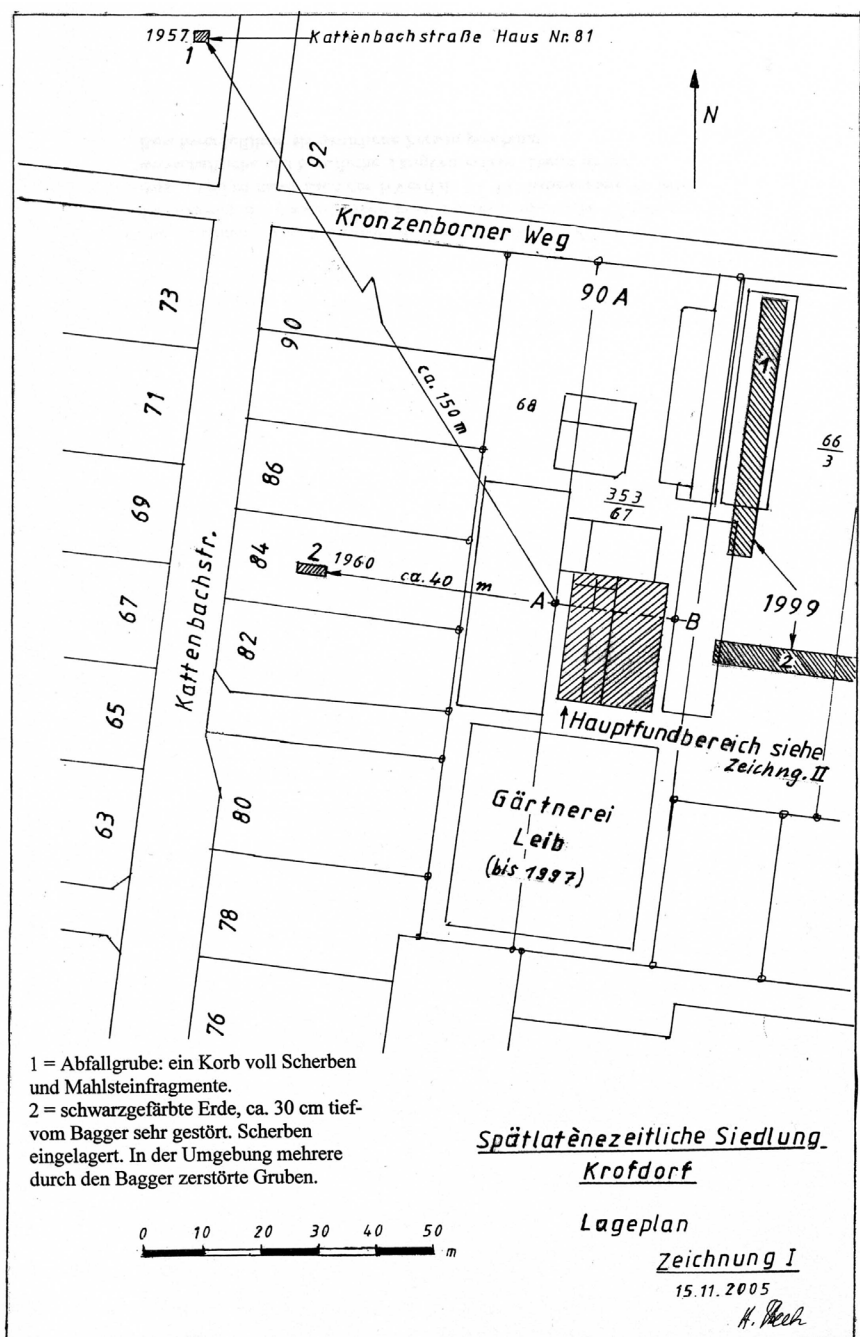 1957
Kattenbachstraße Haus Nr. 81
1
N
92
Kronzenborner Weg
73
90
90 A
1
ca. 150 m
68
66
3
71
86
353
67
69
84
2
1960
ca. 40 m
A
B
1999
2
Kattenbachstr.
67
82
65
Hauptfundbereich siehe
Zeichng. II
63
80
Gärtnerei
Leib
(bis 1997)
78
76
1 = Abfallgrube: ein Korb voll Scherben
und Mahlsteinfragmente.
2 = schwarzgefärbte Erde, ca. 30 cm tief-
vom Bagger sehr gestört. Scherben
eingelagert. In der Umgebung mehrere
durch den Bagger zerstörte Gruben.
Spätlatènezeitliche Siedlung
Krofdorf
Lageplan
Zeichnung I
15.11.2005
0 10 20 30 40 50
m